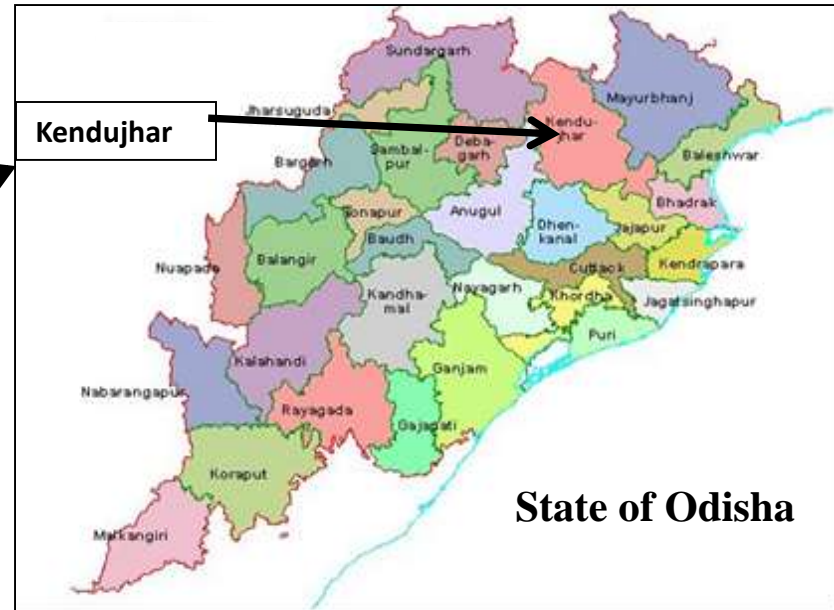 Sundargarh
Mayurbhanj
Jharsuguda
Kendujhar
Kendu-
jhar
Deba-
garh
Sambal-
pur
Baleshwar
Bargarh
Bhadrak
Sonapur
Anugul
Dhen-
kanal
Jajapur
Baudh
Nuapada
Balangir
Cuttack
Kendrapara
Kandha-
mal
Nayagarh
Khordha
Jagatsinghapur
Puri
Kalahandi
Ganjam
Nabarangapur
Rayagada
Gajapati
Koraput
State of Odisha
Malkangiri